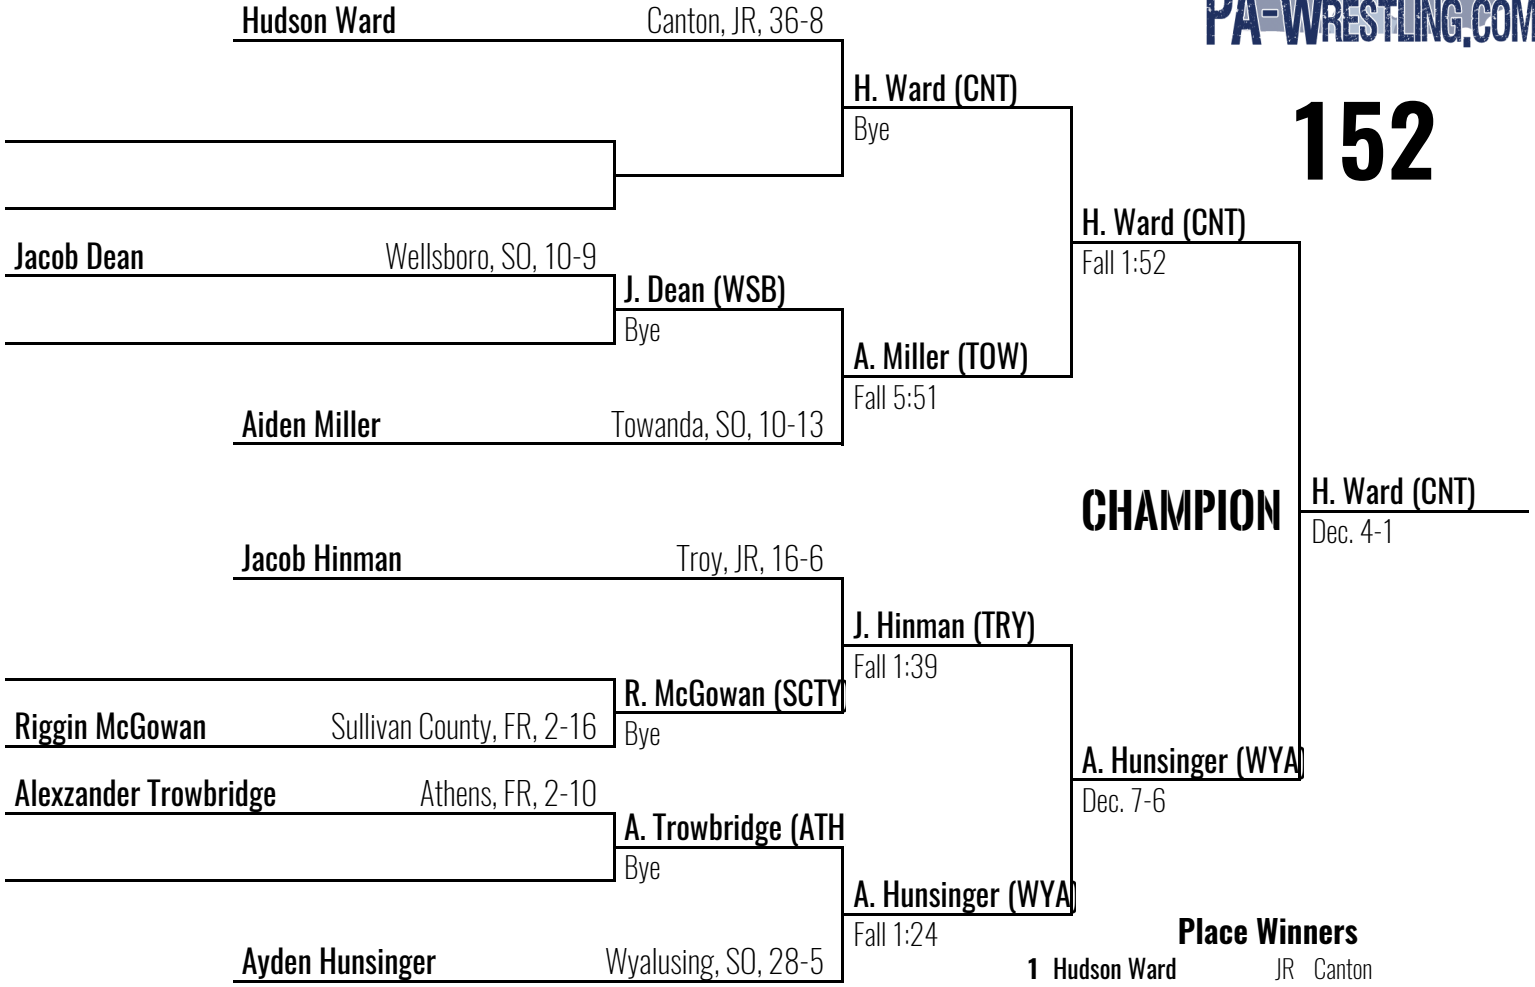 PA-WRESTLING.COM
152
Hudson Ward Canton, JR, 36-8
H. Ward (CNT)
Bye
H. Ward (CNT)
Fall 1:52
Jacob Dean Wellsboro, SO, 10-9
J. Dean (WSB)
Bye
A. Miller (TOW)
Fall 5:51
Aiden Miller Towanda, SO, 10-13
CHAMPION
H. Ward (CNT)
Dec. 4-1
Jacob Hinman Troy, JR, 16-6
J. Hinman (TRY)
Fall 1:39
R. McGowan (SCTY)
Bye
Riggin McGowan Sullivan County, FR, 2-16
A. Hunsinger (WYA)
Dec. 7-6
Alexzander Trowbridge Athens, FR, 2-10
A. Trowbridge (ATH
Bye
A. Hunsinger (WYA)
Fall 1:24
Ayden Hunsinger Wyalusing, SO, 28-5
Place Winners
1 Hudson Ward JR Canton